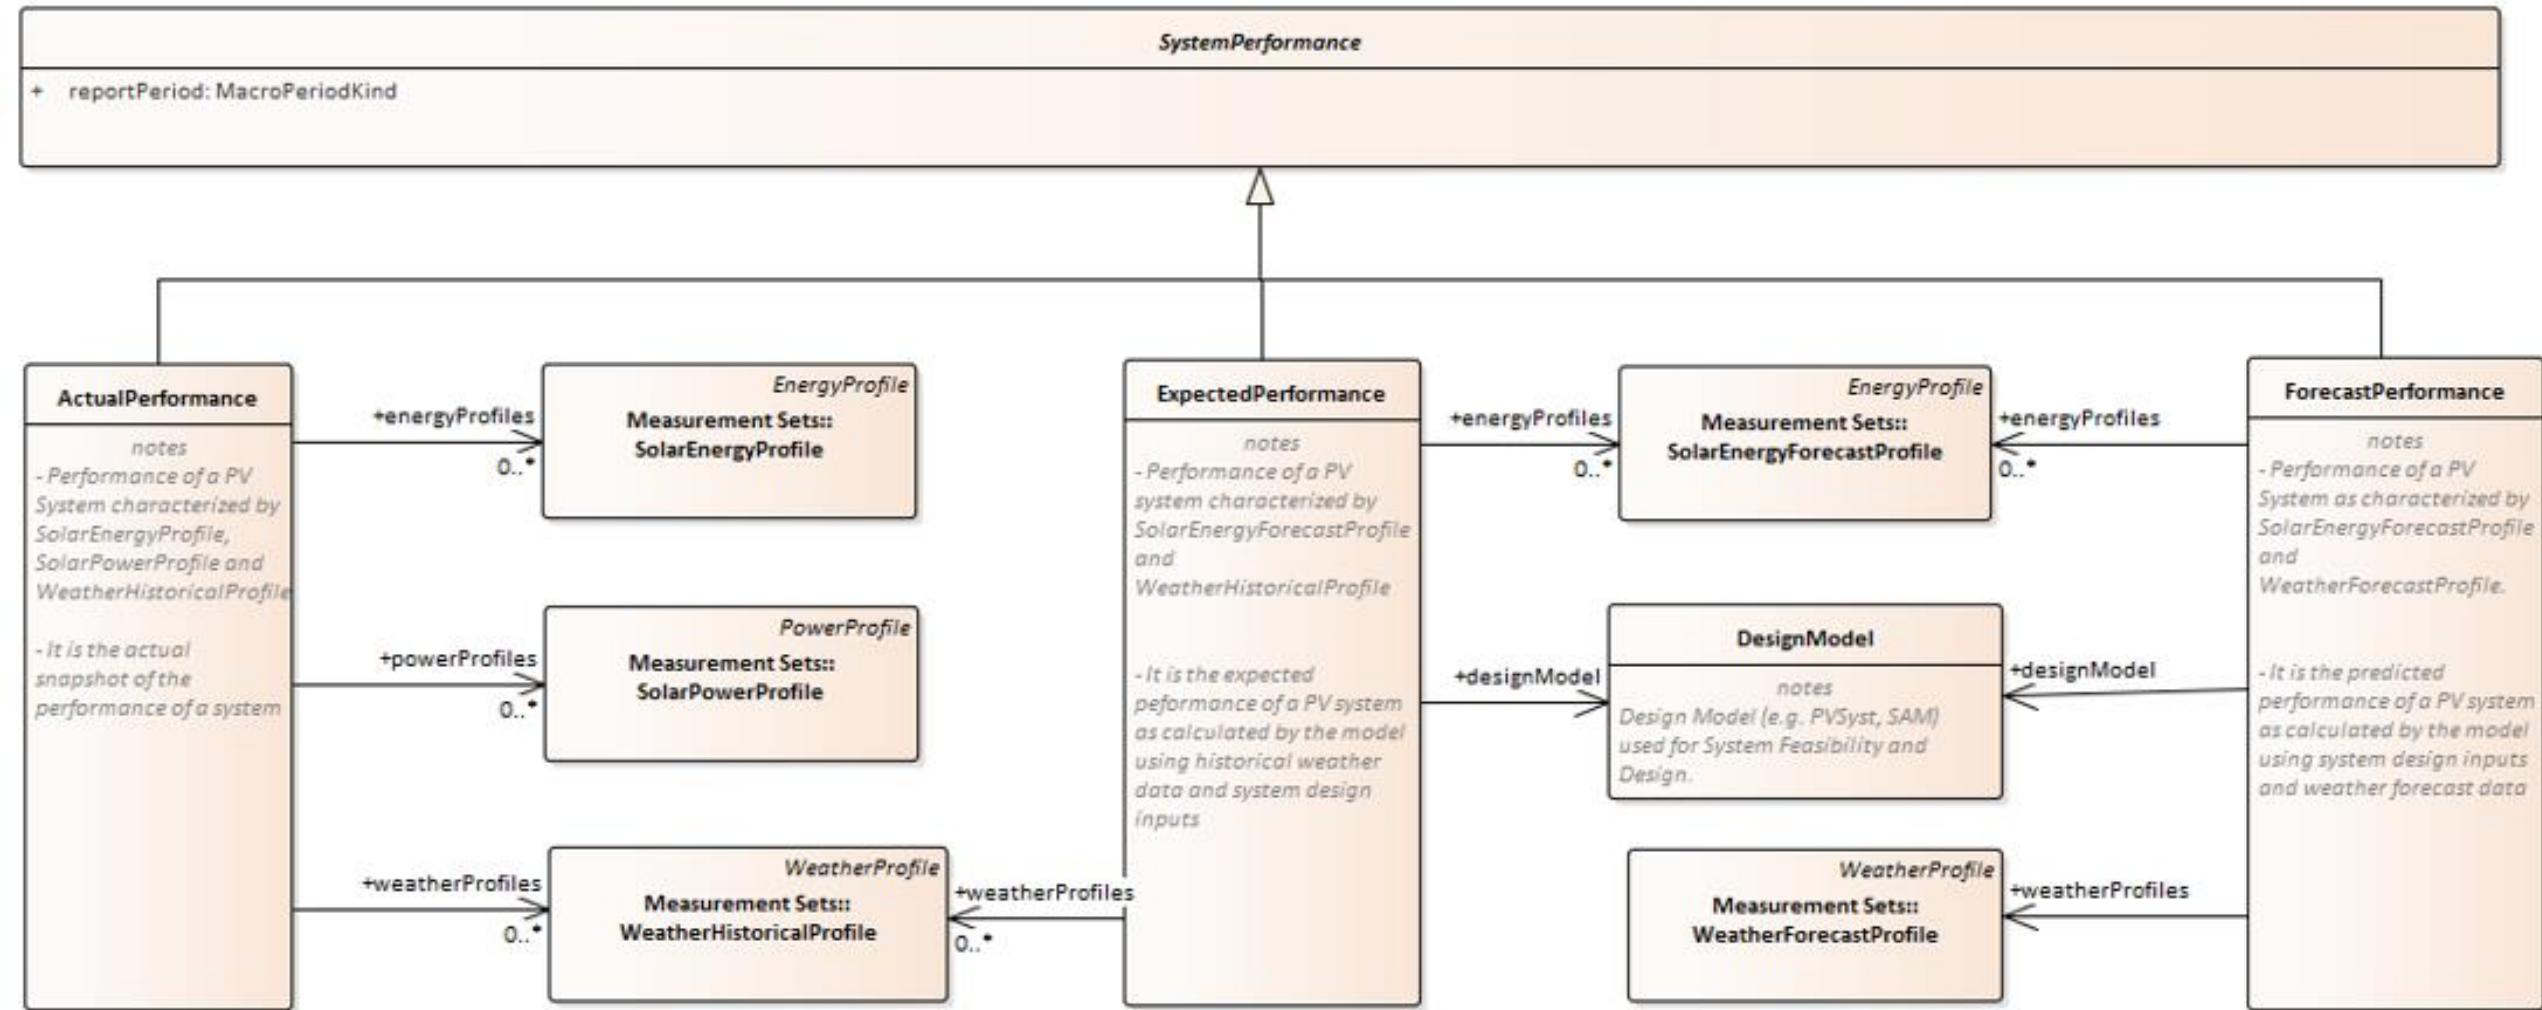 SystemPerformance
+ reportPeriod: MacroPeriodKind
ActualPerformance
notes
- Performance of a PV
System characterized by
SolarEnergyProfile,
SolarPowerProfile and
WeatherHistoricalProfile
- It is the actual
snapshot of the
performance of a system
+energyProfiles
0..*
EnergyProfile
Measurement Sets::
SolarEnergyProfile
+powerProfiles
0..*
PowerProfile
Measurement Sets::
SolarPowerProfile
+weatherProfiles
0..*
WeatherProfile
Measurement Sets::
WeatherHistoricalProfile
+weatherProfiles
0..*
ExpectedPerformance
notes
- Performance of a PV
system characterized by
SolarEnergyForecastProfile
and
WeatherHistoricalProfile
- It is the expected
peformance of a PV system
as calculated by the model
using historical weather
data and system design
inputs
+energyProfiles
0..*
EnergyProfile
Measurement Sets::
SolarEnergyForecastProfile
+energyProfiles
0..*
+designModel
DesignModel
notes
Design Model (e.g. PVSyst, SAM)
used for System Feasibility and
Design.
+designModel
WeatherProfile
Measurement Sets::
WeatherForecastProfile
+weatherProfiles
ForecastPerformance
notes
- Performance of a PV
System as characterized by
SolarEnergyForecastProfile
and
WeatherForecastProfile.
- It is the predicted
performance of a PV system
as calculated by the model
using system design inputs
and weather forecast data